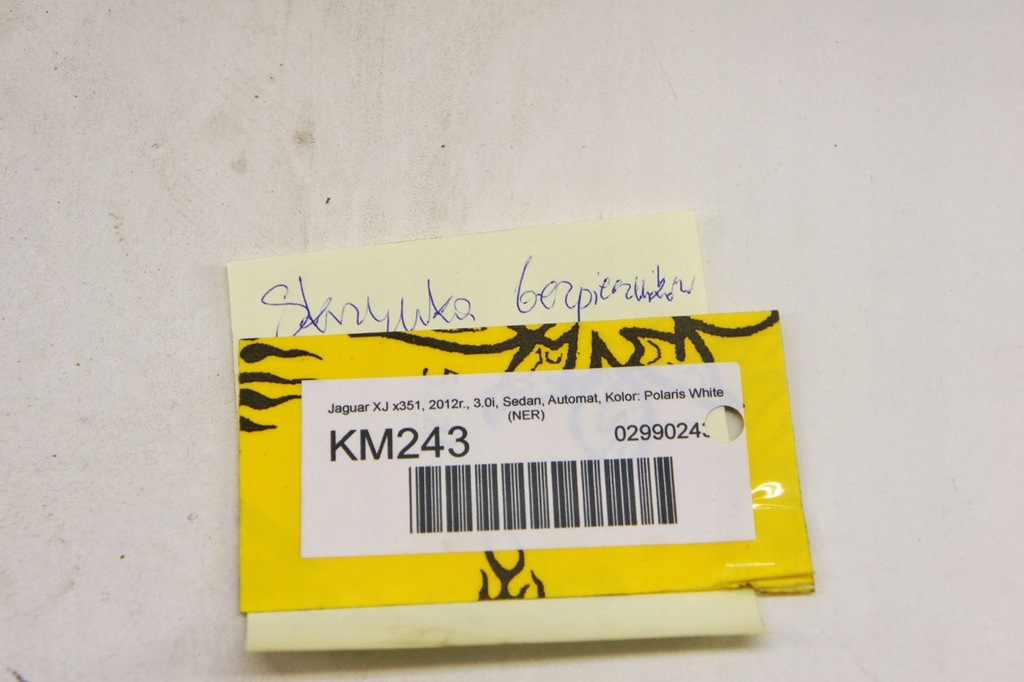 Skrzynka bezpieczników
Jaguar XJ x351, 2012r., 3.0i, Sedan, Automat, Kolor: Polaris White
(NER)
KM243 0299024